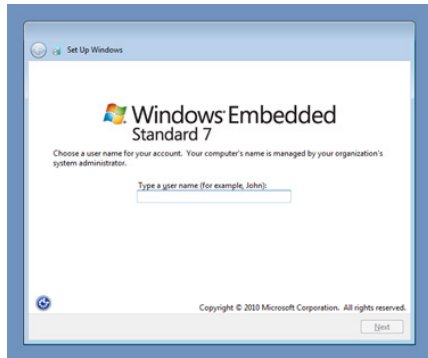 Set Up Windows
Windows Embedded
Standard 7
Choose a user name for your account. Your computer's name is managed by your organization's
system administrator.
Type a user name (for example, John):
Copyright © 2010 Microsoft Corporation. All rights reserved.
Next